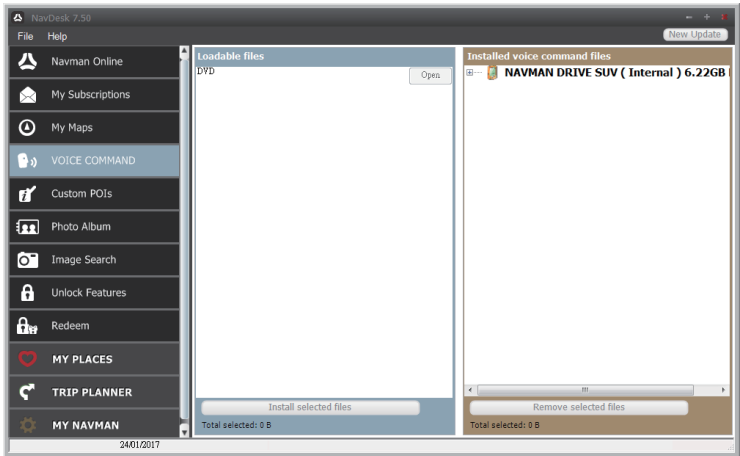 NavDesk 7.50
File Help
New Update
Navman Online
My Subscriptions
My Maps
VOICE COMMAND
Custom POIs
Photo Album
Image Search
Unlock Features
Redeem
MY PLACES
TRIP PLANNER
MY NAVMAN
Loadable files
DVD
Open
Install selected files
Total selected: 0 B
Installed voice command files
NAVMAN DRIVE SUV ( Internal ) 6.22GB
Remove selected files
Total selected: 0 B
24/01/2017